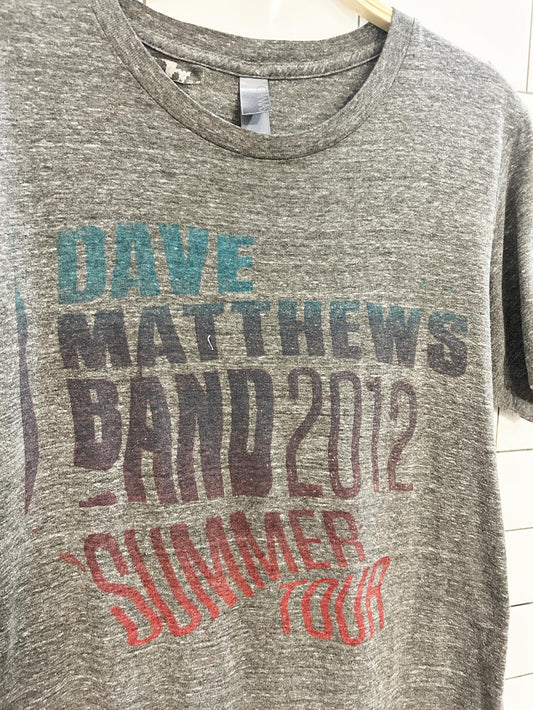 DAVE
MATTHEWS
BAND 2012
SUMMER
TOUR